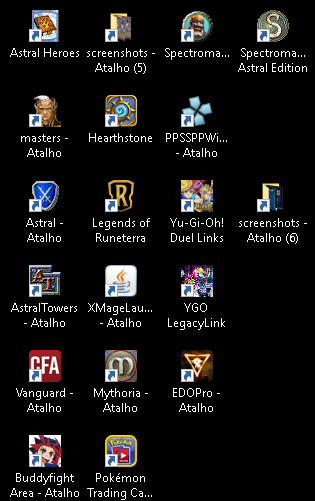 Astral Heroes
screenshots -
Atalho (5)
Spectroma...
Spectroma...
Astral Edition
masters -
Atalho
Hearthstone
PPSSPPWi...
- Atalho
Astral -
Atalho
Legends of
Runeterra
Yu-Gi-Oh!
Duel Links
screenshots -
Atalho (6)
AstralTowers
- Atalho
XMageLau...
- Atalho
YGO
LegacyLink
CFA
Vanguard -
Atalho
Mythoria -
Atalho
EDOPro -
Atalho
Buddyfight
Area - Atalho
Pokémon
Trading Ca...